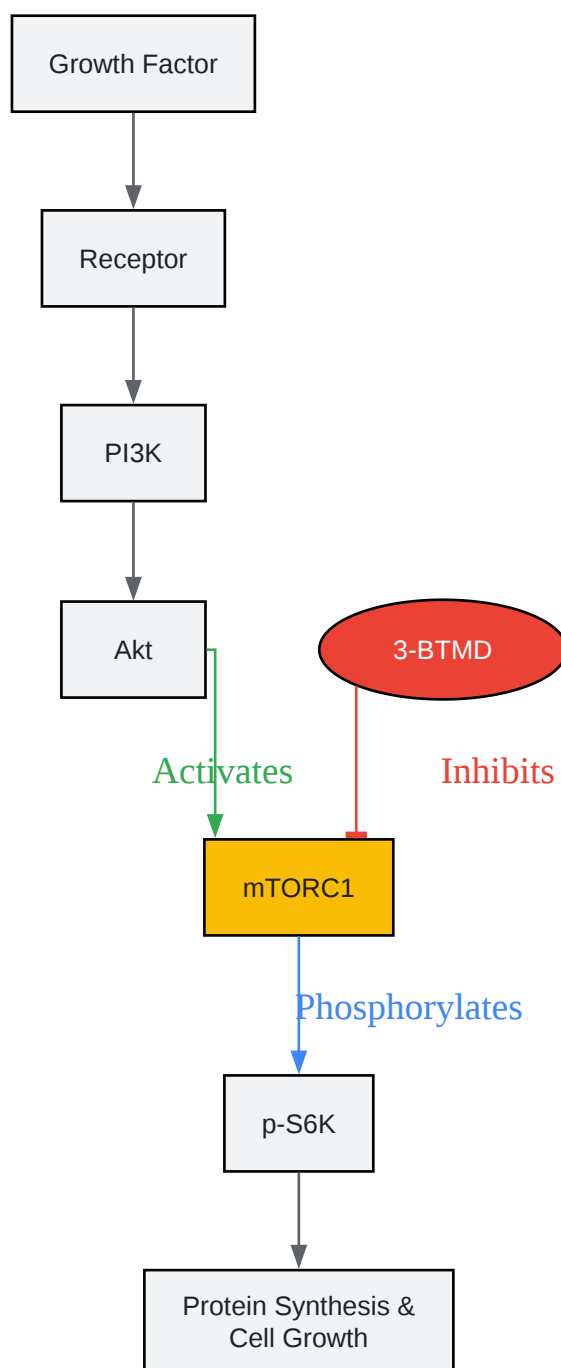 Growth Factor
Receptor
PI3K
Akt
3-BTMD
Activates
Inhibits
mTORC1
Phosphorylates
p-S6K
Protein Synthesis &
Cell Growth